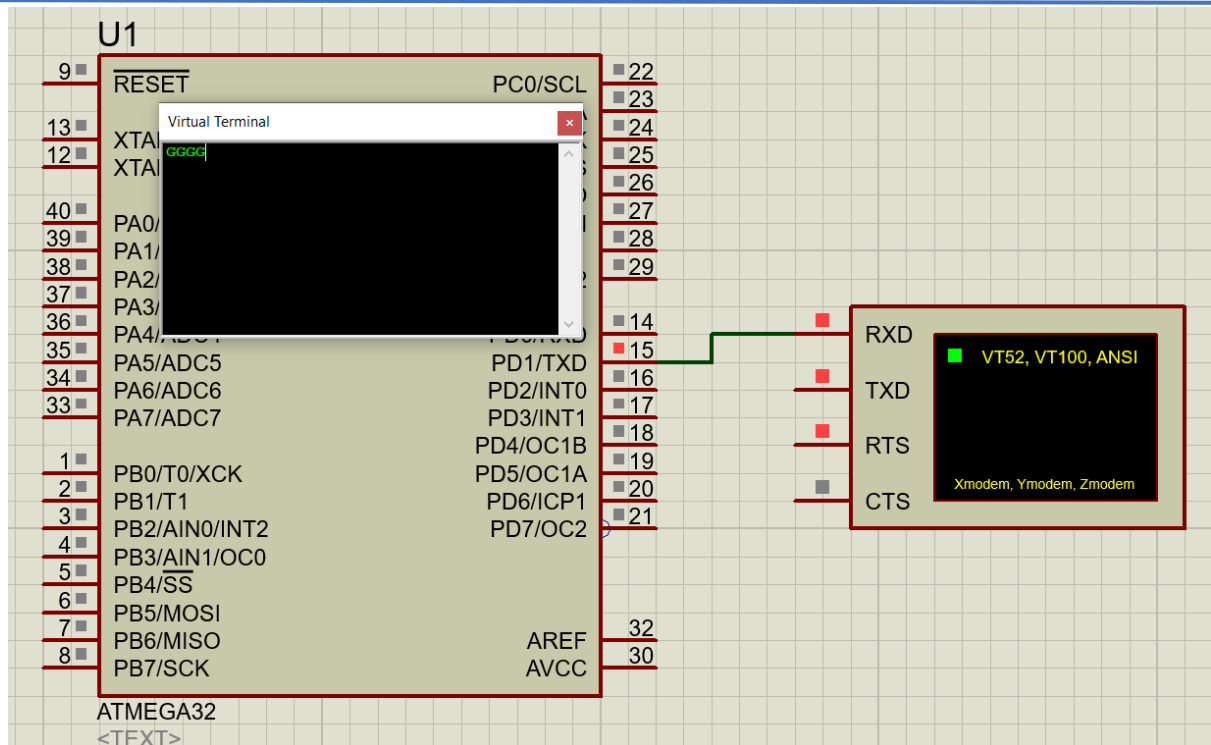 U1
9
RESET
13
XTA
12
XTA
40
PA0/
39
PA1/
38
PA2/
37
PA3/
36
PA4/
35
PA5/ADC5
34
PA6/ADC6
33
PA7/ADC7
1
PB0/T0/XCK
2
PB1/T1
3
PB2/AIN0/INT2
4
PB3/AIN1/OC0
5
PB4/SS
6
PB5/MOSI
7
PB6/MISO
8
PB7/SCK
Virtual Terminal
GGGG
PC0/SCL
22
23
24
25
26
27
28
29
14
PD1/TXD
15
PD2/INT0
16
PD3/INT1
17
PD4/OC1B
18
PD5/OC1A
19
PD6/ICP1
20
PD7/OC2
21
AREF
32
AVCC
30
ATMEGA32
<TEXT>
RXD
TXD
RTS
CTS
VT52, VT100, ANSI
Xmodem, Ymodem, Zmodem